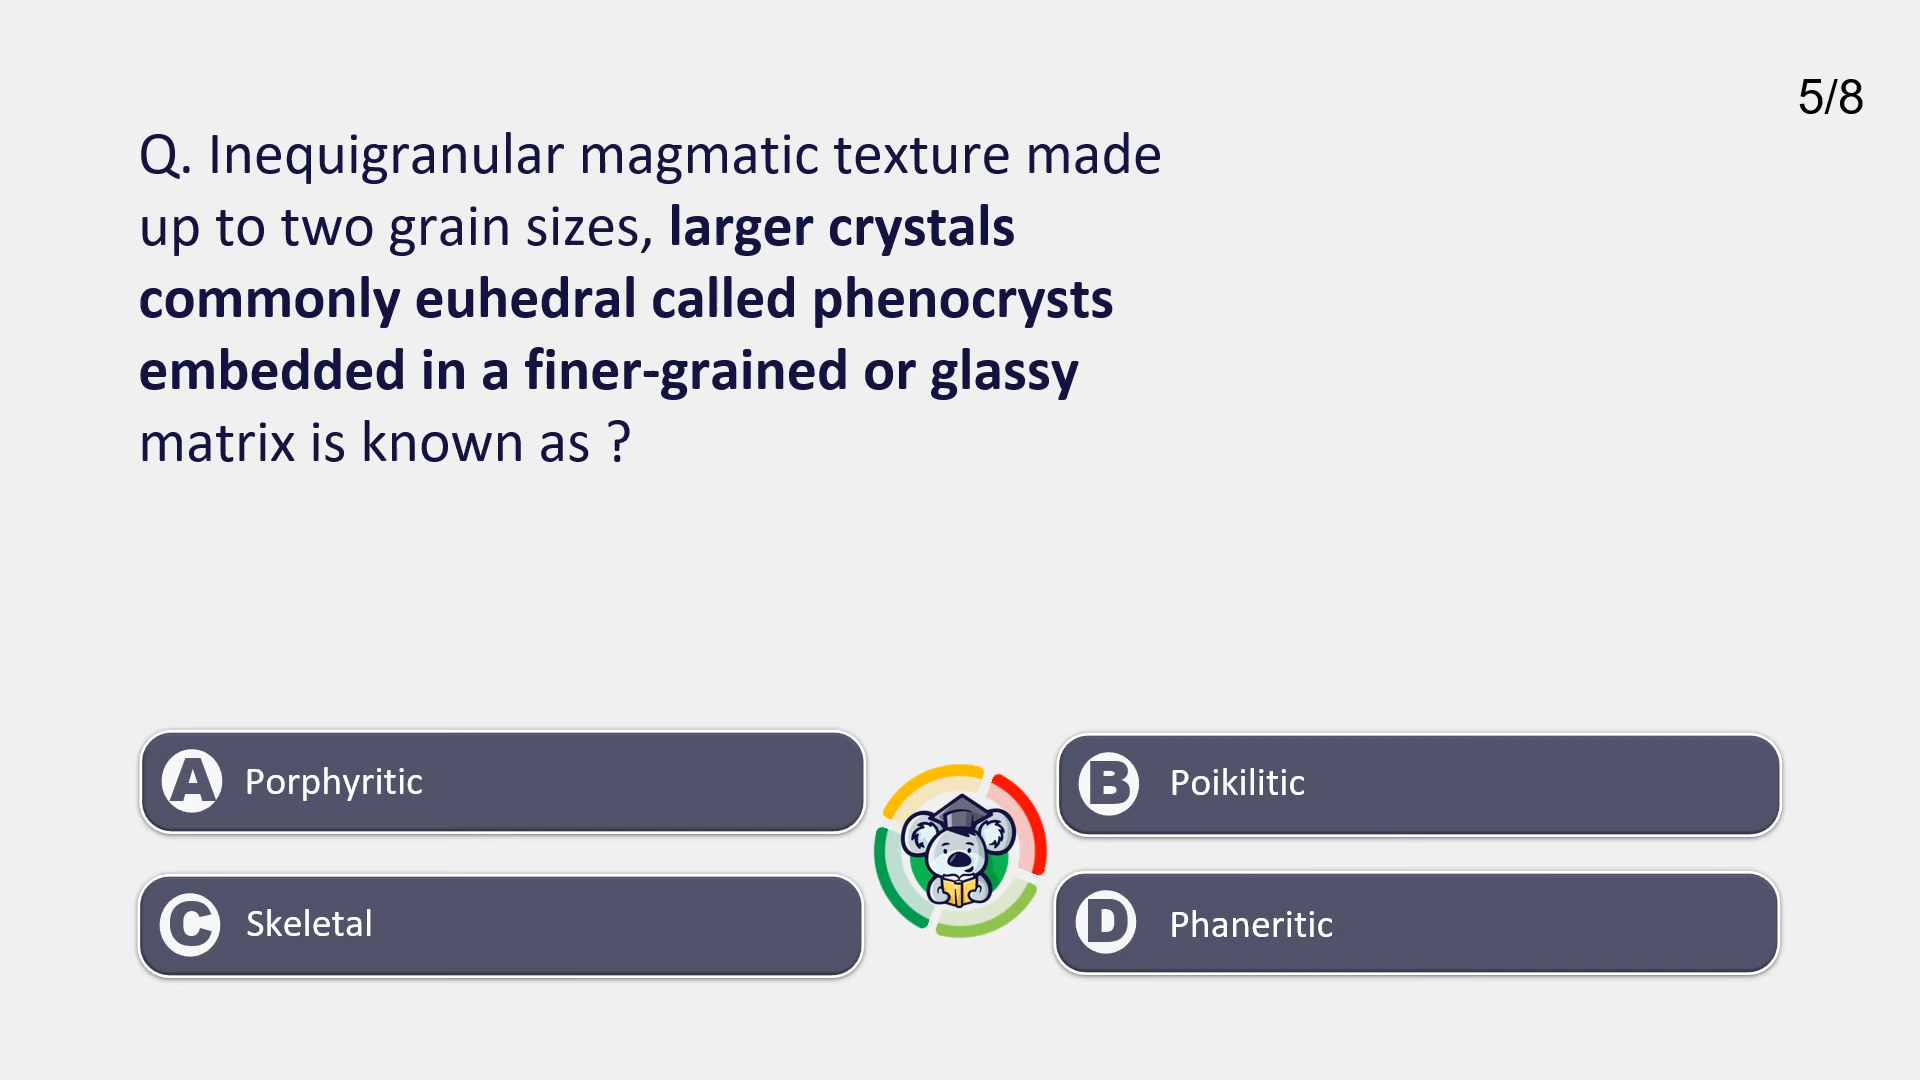 5/8
Q. Inequigranular magmatic texture made
up to two grain sizes, larger crystals
commonly euhedral called phenocrysts
embedded in a finer-grained or glassy
matrix is known as ?
A Porphyritic
B Poikilitic
C Skeletal
D Phaneritic